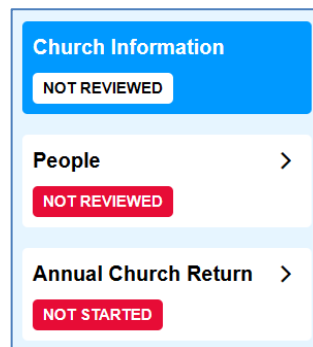 Church Information
NOT REVIEWED
People
NOT REVIEWED
Annual Church Return
NOT STARTED